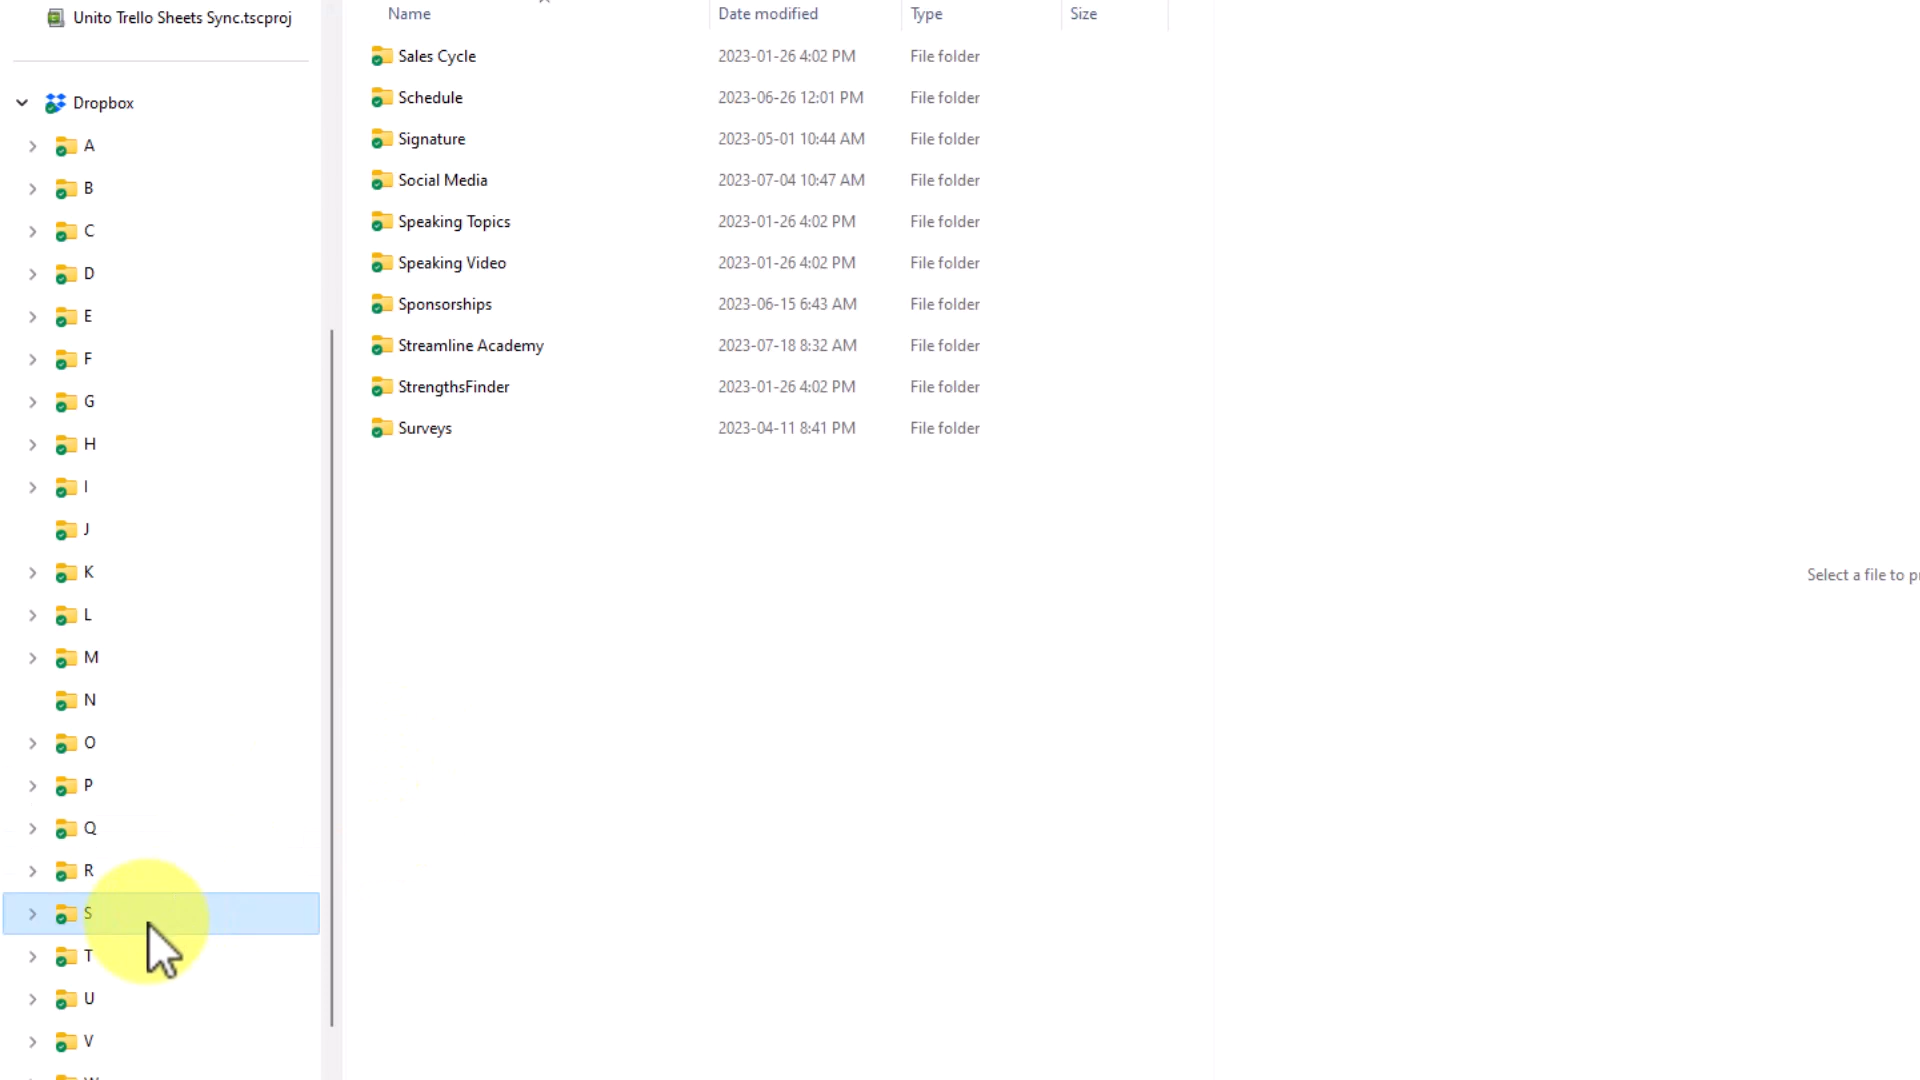 Unito Trello Sheets Sync.tscproj
Dropbox
A
B
C
D
E
F
G
H
I
J
K
L
M
N
O
P
Q
R
S
T
U
V
Name Date modified Type Size
Sales Cycle 2023-01-26 4:02 PM File folder
Schedule 2023-06-26 12:01 PM File folder
Signature 2023-05-01 10:44 AM File folder
Social Media 2023-07-04 10:47 AM File folder
Speaking Topics 2023-01-26 4:02 PM File folder
Speaking Video 2023-01-26 4:02 PM File folder
Sponsorships 2023-06-15 6:43 AM File folder
Streamline Academy 2023-07-18 8:32 AM File folder
StrengthsFinder 2023-01-26 4:02 PM File folder
Surveys 2023-04-11 8:41 PM File folder
Select a file to